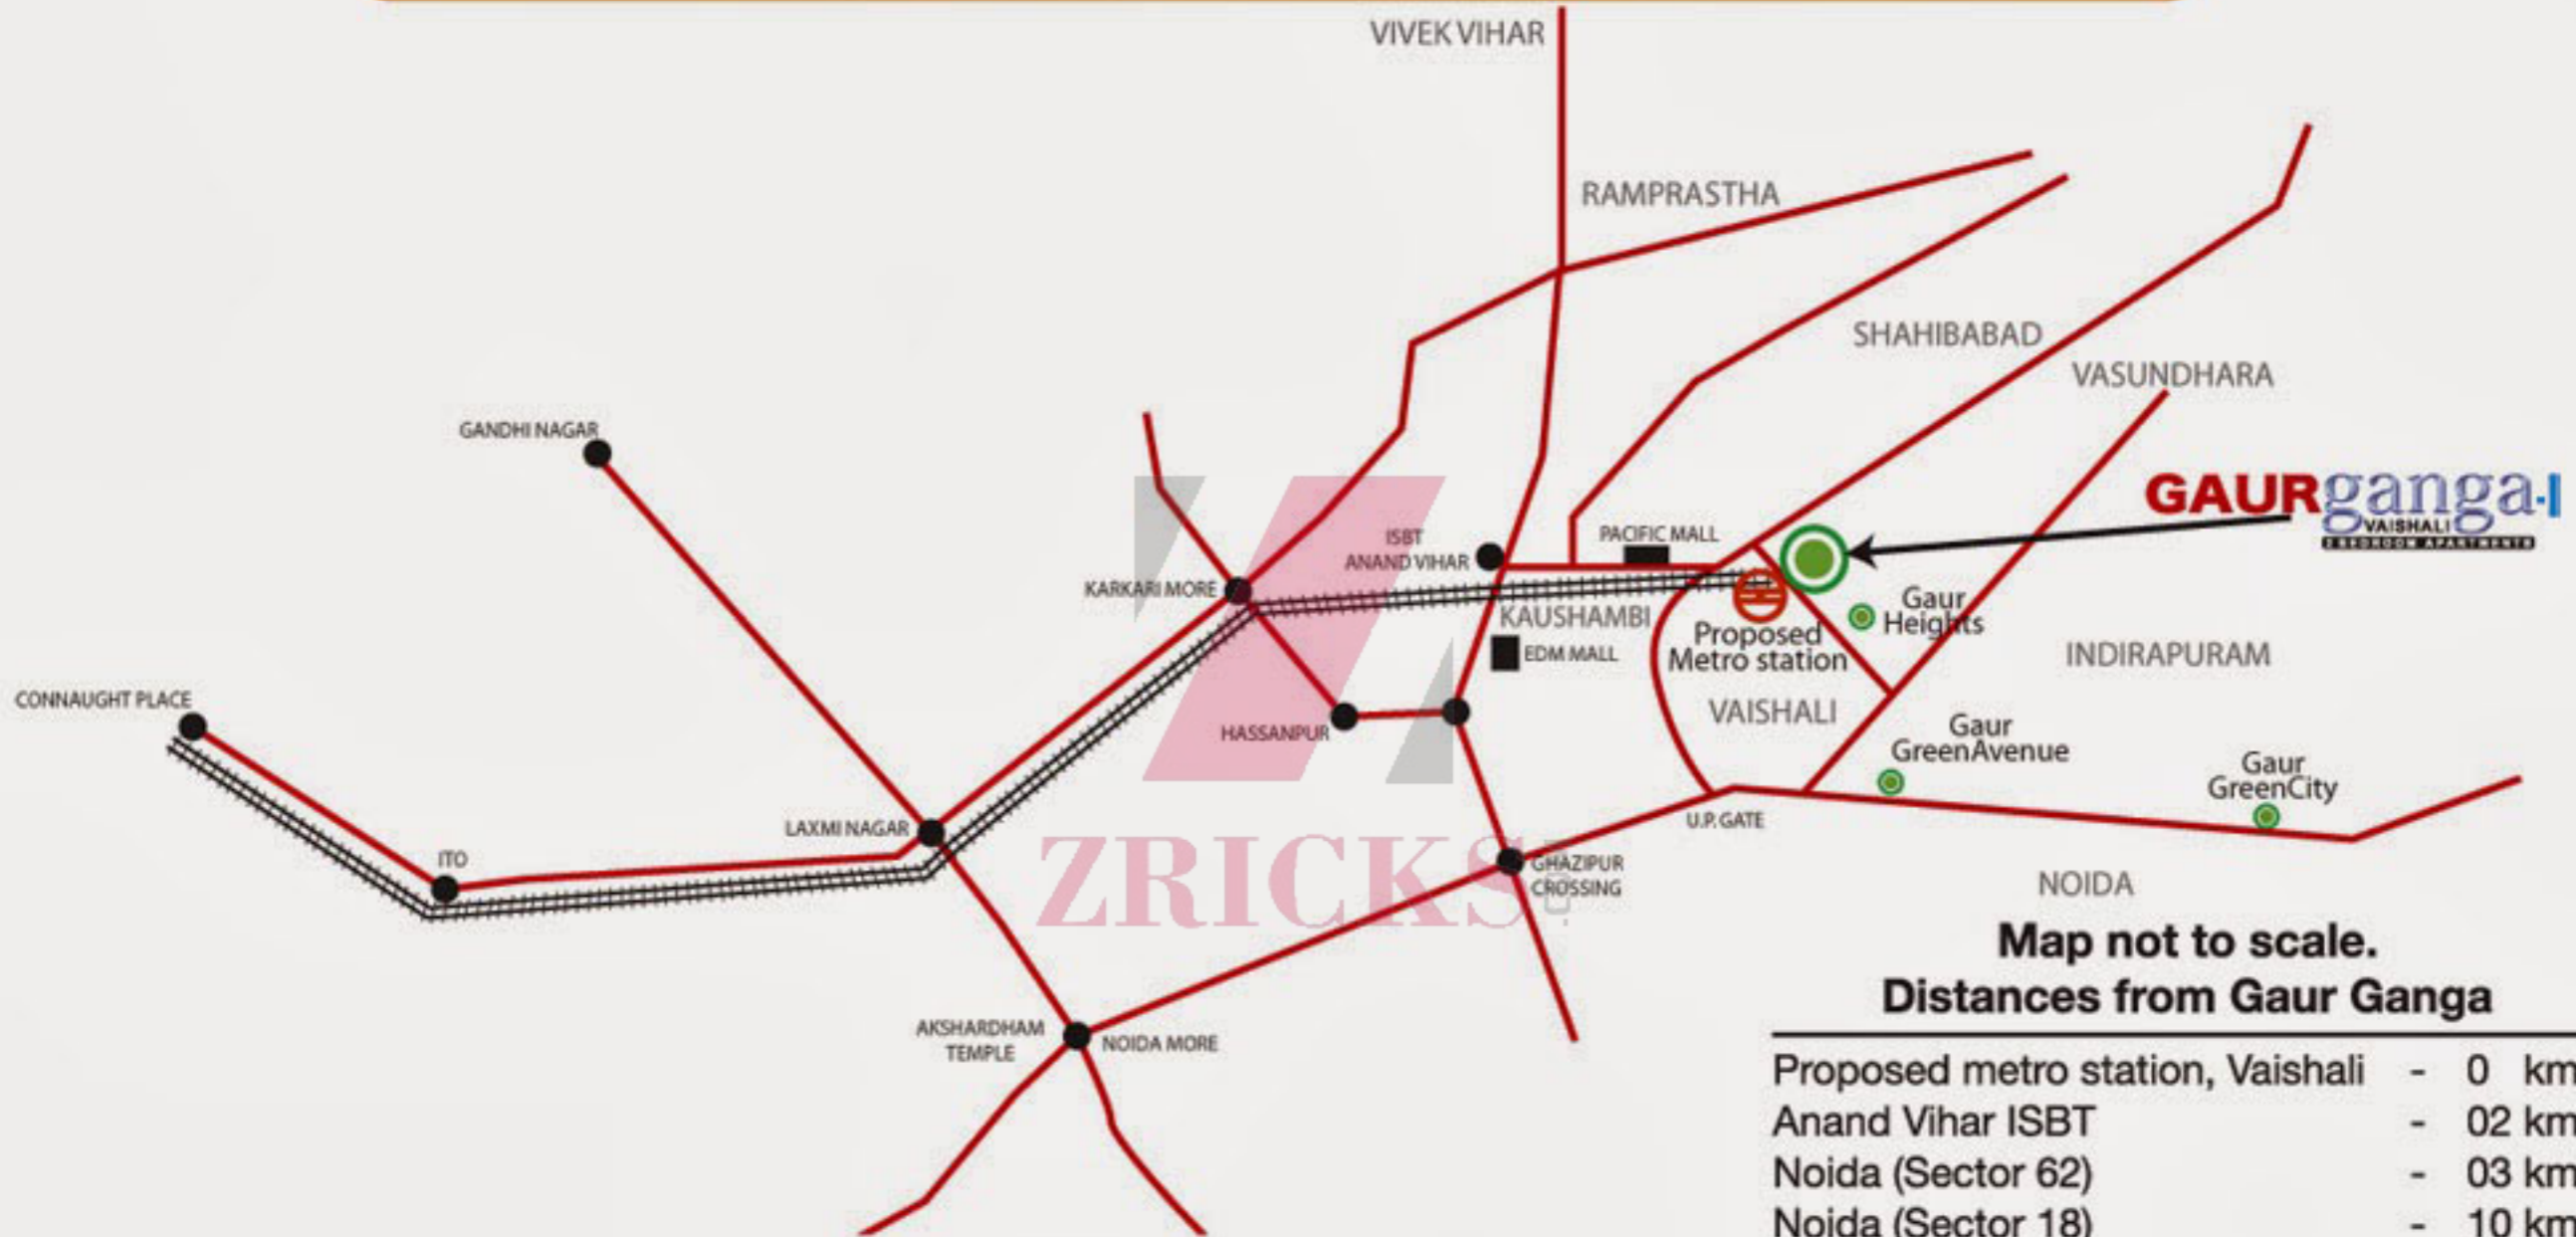 VIVEK VIHAR
RAMPRASTHA
SHAHIBABAD
VASUNDHARA
GANDHI NAGAR
GAURganga-I
VAISHALI
2 BEDROOM APARTMENTS
PACIFIC MALL
ISBT
ANAND VIHAR
KARKARI MORE
KAUSHAMBI
Gaur
Heights
Proposed
Metro station
EDM MALL
INDIRAPURAM
CONNAUGHT PLACE
VAISHALI
HASSANPUR
Gaur
GreenAvenue
Gaur
GreenCity
LAXMI NAGAR
U.P. GATE
ITO
GHAZIPUR
CROSSING
ZRICKS
NOIDA
AKSHARDHAM
TEMPLE
NOIDA MORE
Map not to scale.
Distances from Gaur Ganga
Proposed metro station, Vaishali - 0 km
Anand Vihar ISBT - 02 km
Noida (Sector 62) - 03 km
Noida (Sector 18) - 10 km